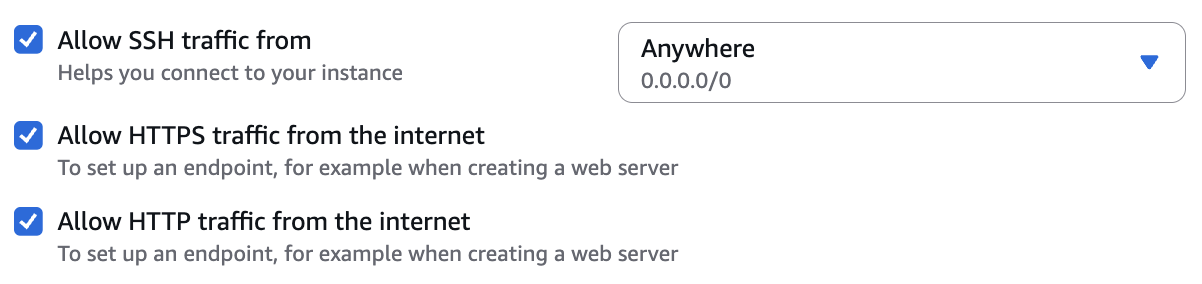 Allow SSH traffic from
Helps you connect to your instance
Anywhere
0.0.0.0/0
Allow HTTPS traffic from the internet
To set up an endpoint, for example when creating a web server
Allow HTTP traffic from the internet
To set up an endpoint, for example when creating a web server